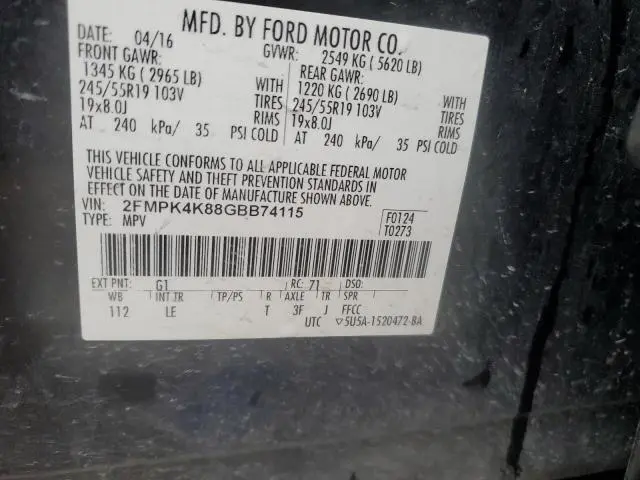 MFD. BY FORD MOTOR CO.
DATE: 04/16 GVWR: 2549 KG ( 5620 LB)
FRONT GAWR: REAR GAWR:
1345 KG ( 2965 LB) WITH 1220 KG ( 2690 LB) WITH
245/55R19 103V TIRES 245/55R19 103V TIRES
19x8.0J RIMS 19x8.0J RIMS
AT 240 kPa/ 35 PSI COLD AT 240 kPa/ 35 PSI COLD
THIS VEHICLE CONFORMS TO ALL APPLICABLE FEDERAL MOTOR
VEHICLE SAFETY AND THEFT PREVENTION STANDARDS IN
EFFECT ON THE DATE OF MANUFACTURE SHOWN ABOVE.
VIN: 2FMPK4K88GBB74115 F0124
TYPE: MPV T0273
EXT PNT: G1 RC: 71 DSO:
WB INT TR TP/PS R AXLE TR SPR
112 LE T 3F J FFCC
UTC ▽5U5A-1520472-BA